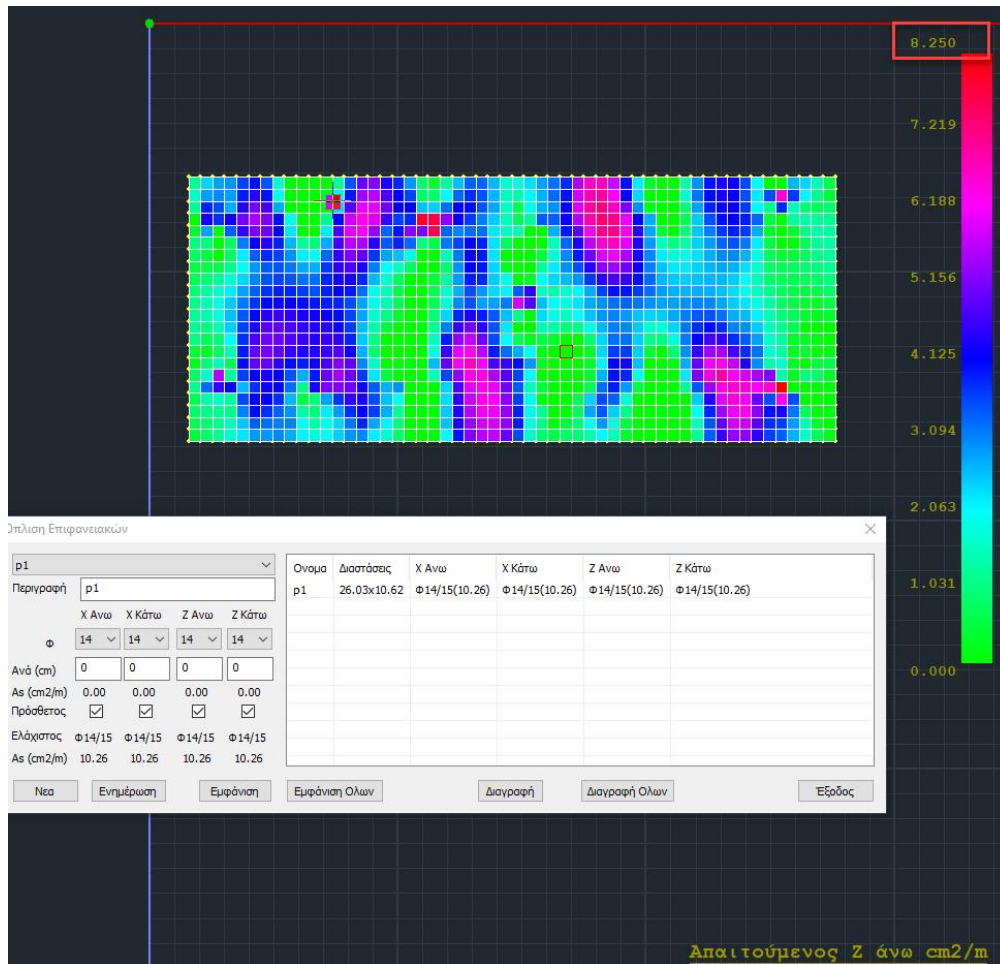 8.250
7.219
6.188
5.156
4.125
3.094
2.063
1.031
0.000
Όπλιση Επιφανειακών
p1
Περιγραφή p1
X Ανω X Κάτω Z Ανω Z Κάτω
Φ 14 14 14 14
Ανά (cm) 0 0 0 0
As (cm2/m) 0.00 0.00 0.00 0.00
Πρόσθετος
Ελάχιστος Φ14/15 Φ14/15 Φ14/15 Φ14/15
As (cm2/m) 10.26 10.26 10.26 10.26
Ονομα Διαστάσεις X Ανω X Κάτω Z Ανω Z Κάτω
p1 26.03x10.62 Φ14/15(10.26) Φ14/15(10.26) Φ14/15(10.26) Φ14/15(10.26)
Νεα Ενημέρωση Εμφάνιση Εμφάνιση Ολων Διαγραφή Διαγραφή Ολων Έξοδος
Απαιτούμενος Z άνω cm2/m